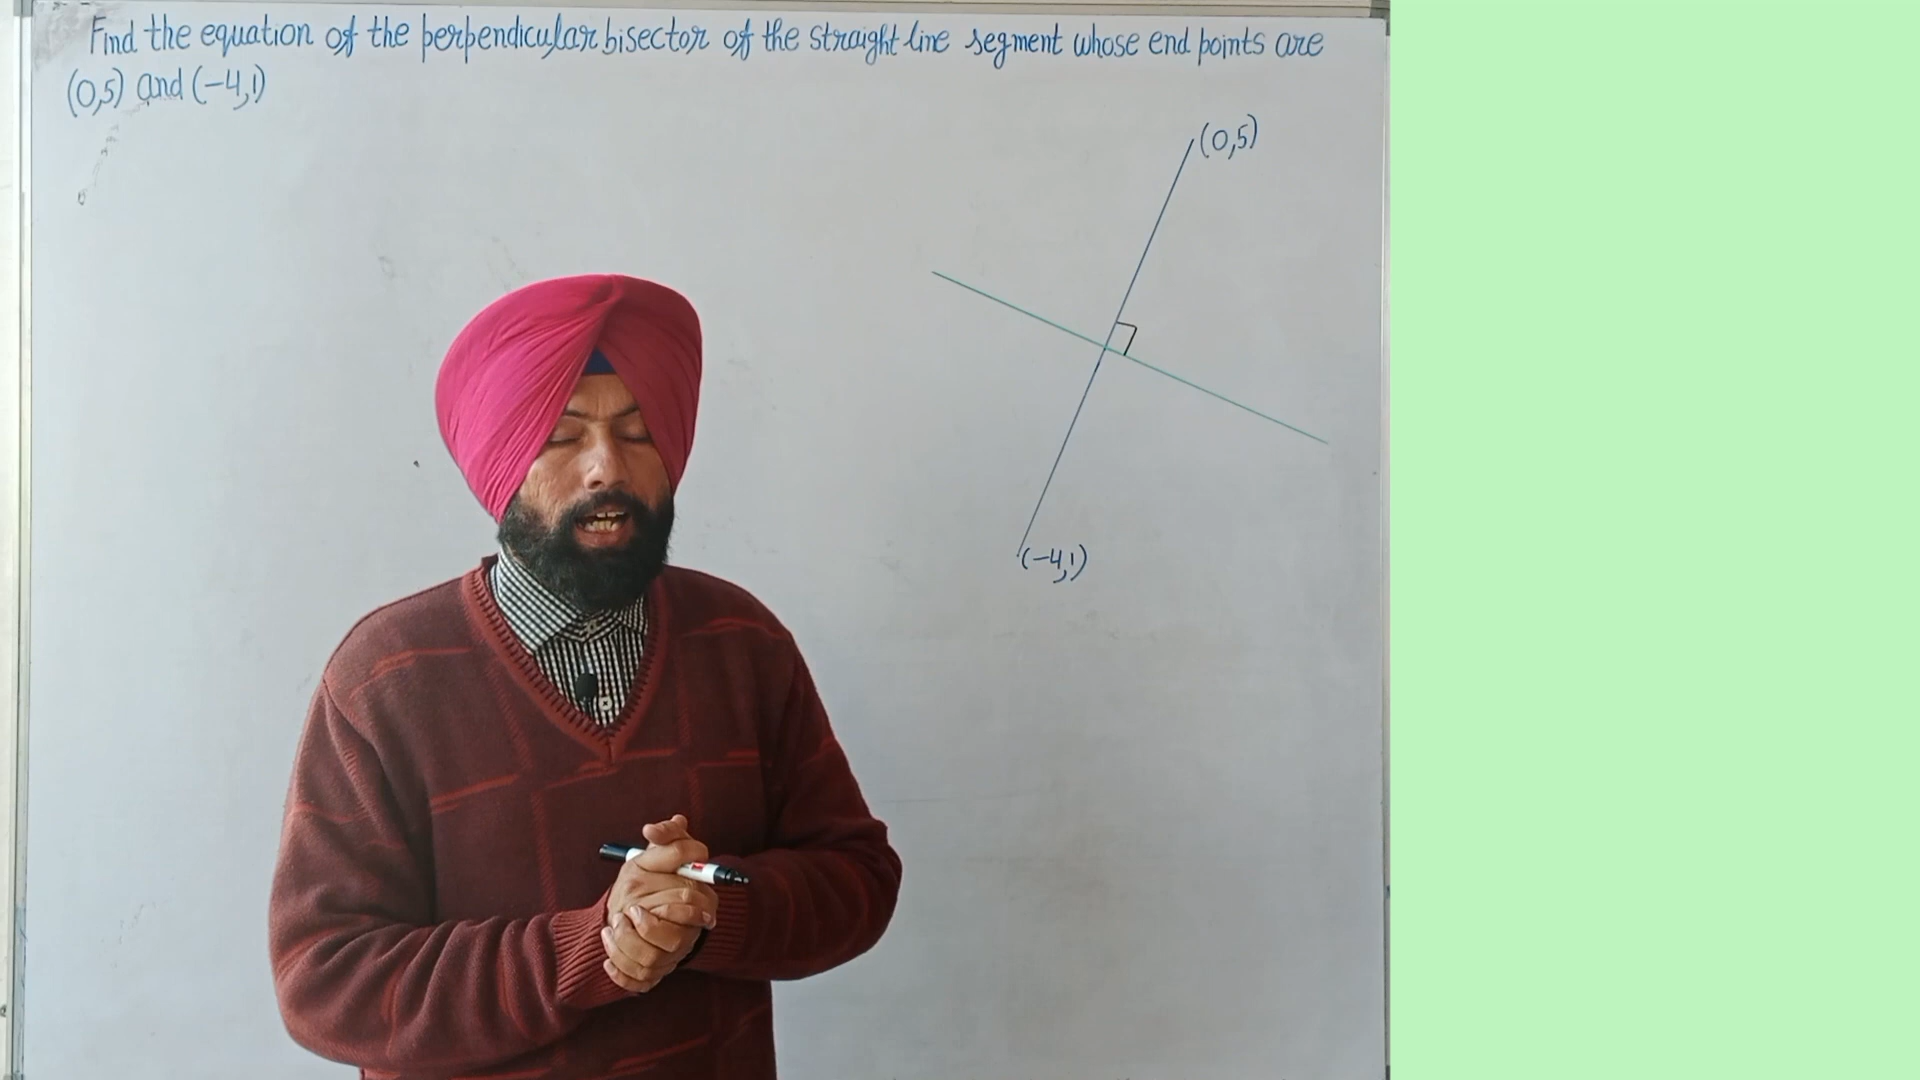 Find the equation of the perpendicular bisector of the straight line segment whose end points are
(0,5) and (-4,1)
(0,5)
(-4,1)